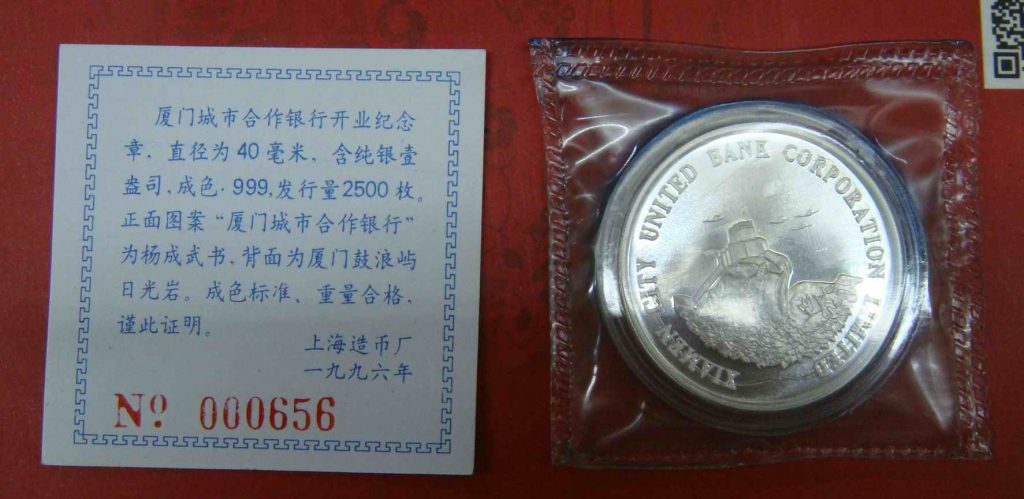 厦门城市合作银行开业纪念
章，直径为40毫米，含纯银壹
盎司，成色·999，发行量2500枚。
正面图案“厦门城市合作银行”
为杨成武书，背面为厦门鼓浪屿
日光岩。成色标准、重量合格，
谨此证明。
上海造币厂
一九九六年
Nº 000656
XIAMEN CITY UNITED BANK CORPORATION LIMITED